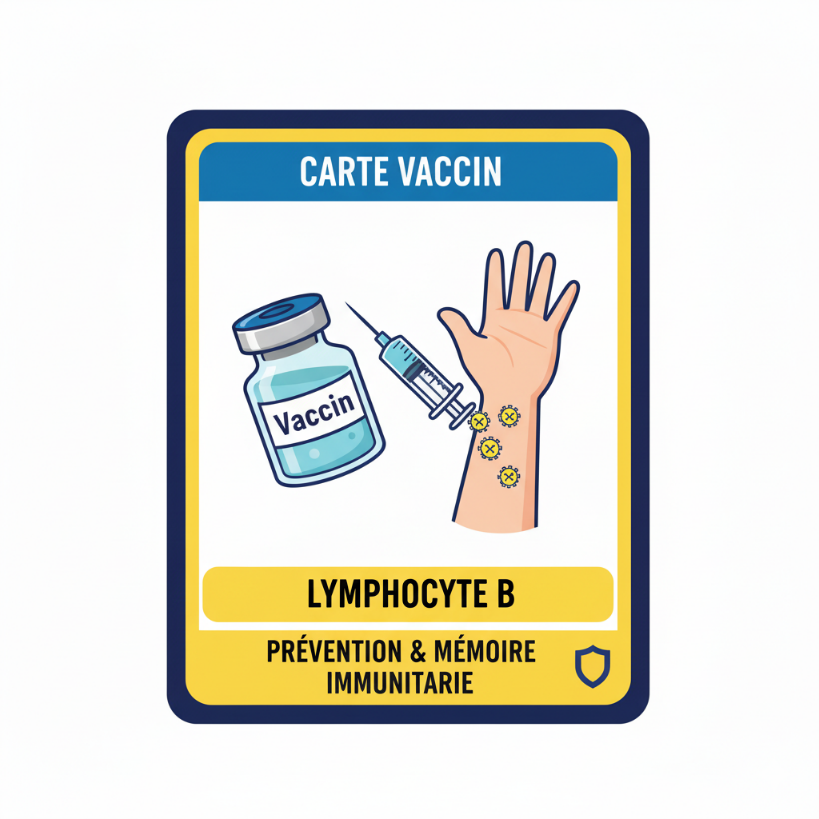 CARTE VACCIN
Vaccin
LYMPHOCYTE B
PRÉVENTION & MÉMOIRE
IMMUNITARIE